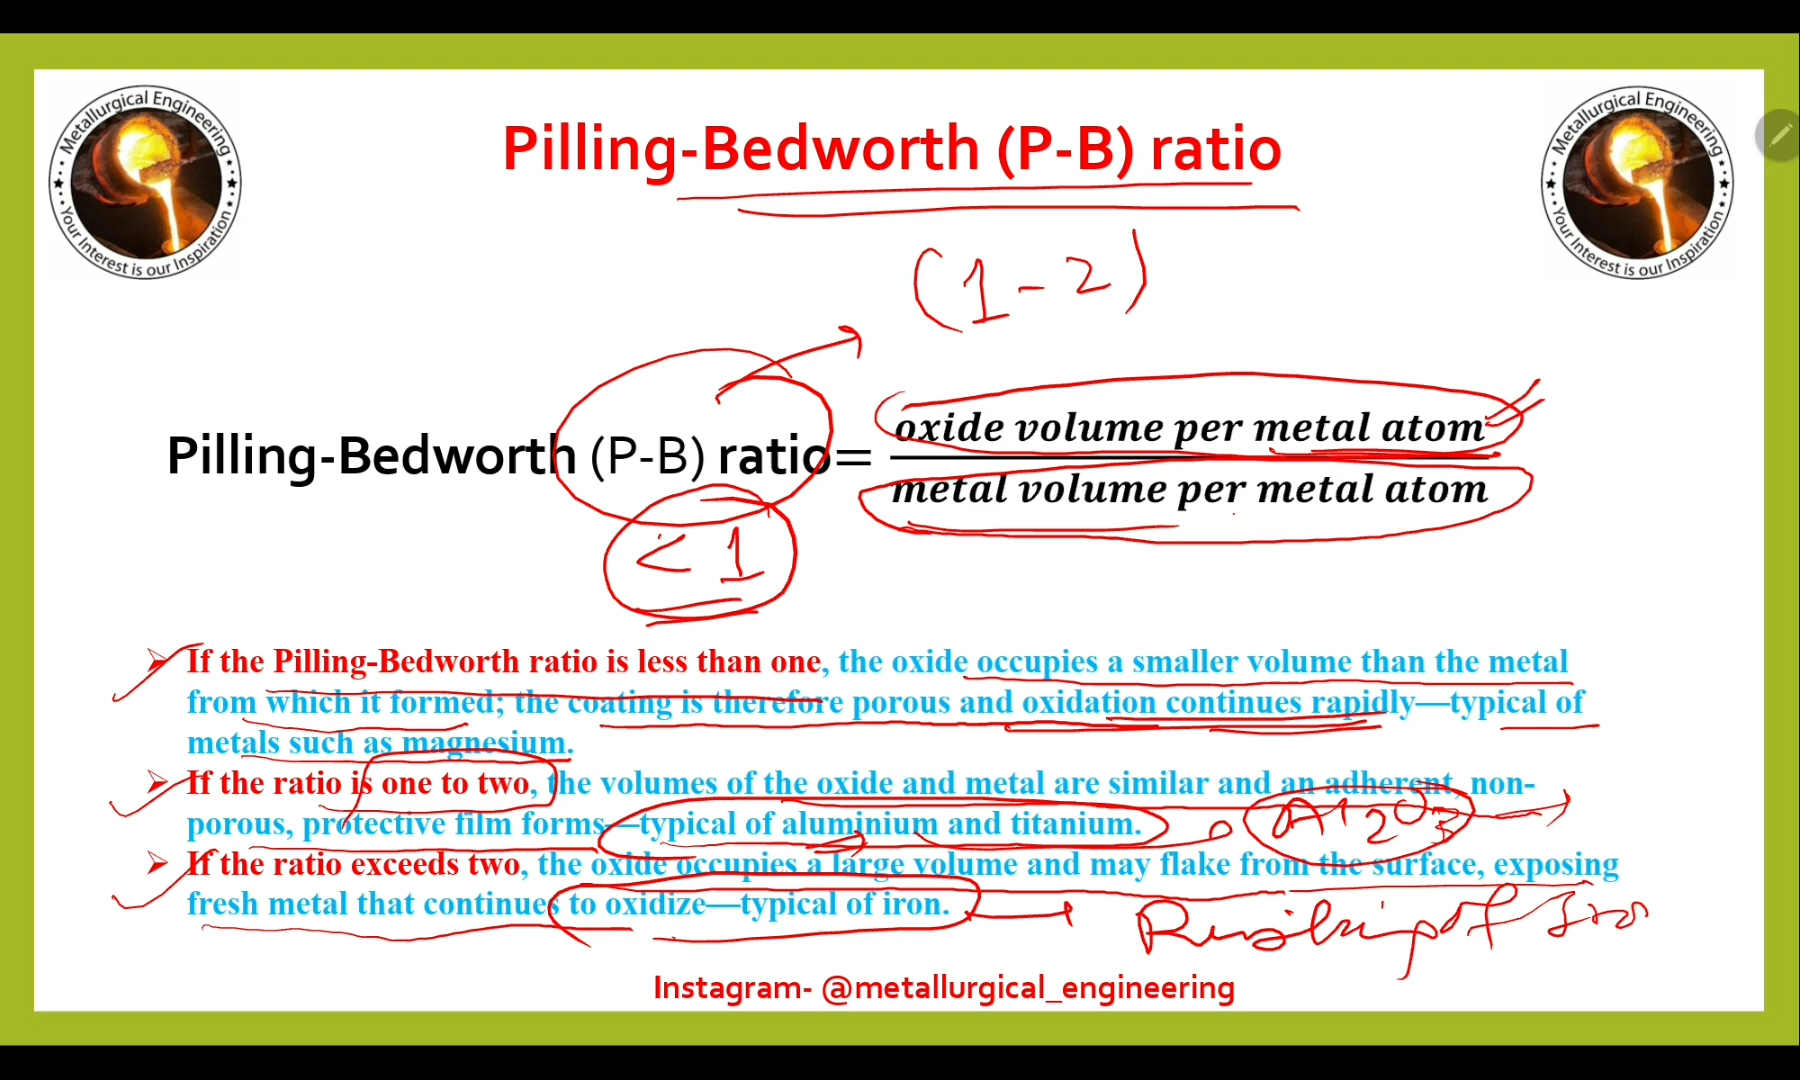 Metallurgical Engineering
Your Interest is our Inspiration
Pilling-Bedworth (P-B) ratio
Metallurgical Engineering
Your Interest is our Inspiration
(1-2)
Pilling-Bedworth (P-B) ratio= oxide volume per metal atom
metal volume per metal atom
< 1
If the Pilling-Bedworth ratio is less than one, the oxide occupies a smaller volume than the metal
from which it formed; the coating is therefore porous and oxidation continues rapidly—typical of
metals such as magnesium.
If the ratio is one to two, the volumes of the oxide and metal are similar and an adherent, non-
porous, protective film forms—typical of aluminium and titanium.
Al2O3
If the ratio exceeds two, the oxide occupies a large volume and may flake from the surface, exposing
fresh metal that continues to oxidize—typical of iron.
of
Instagram- @metallurgical_engineering